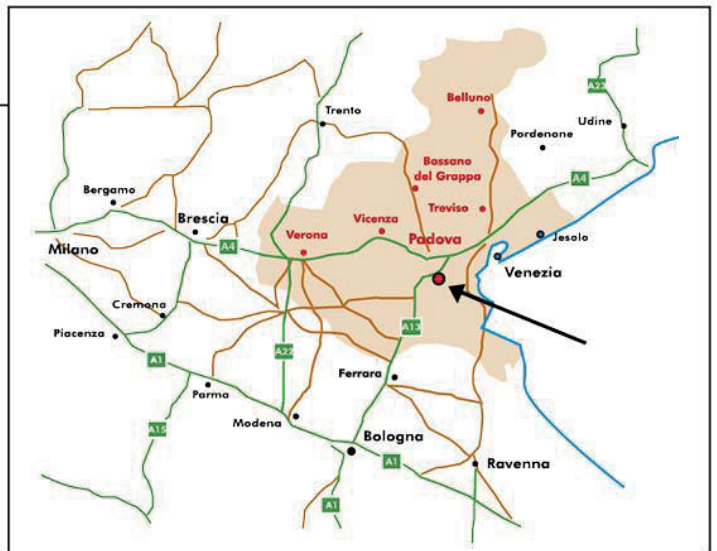 A23
Belluno
Trento
Udine
Pordenone
Bassano
del Grappa
A4
Bergamo
Treviso
Brescia
Vicenza
Verona
Padova
Jesolo
A4
Milano
Venezia
Cremona
A13
Piacenza
A22
A1
Ferrara
Parma
Modena
A15
Bologna
A1
Ravenna
A1